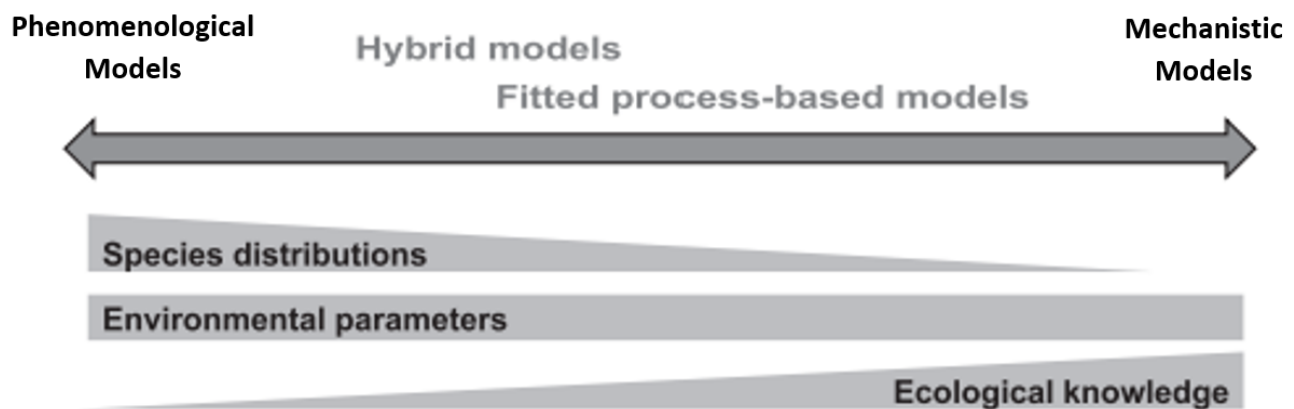 Phenomenological
Models
Hybrid models
Mechanistic
Models
Fitted process-based models
Species distributions
Environmental parameters
Ecological knowledge